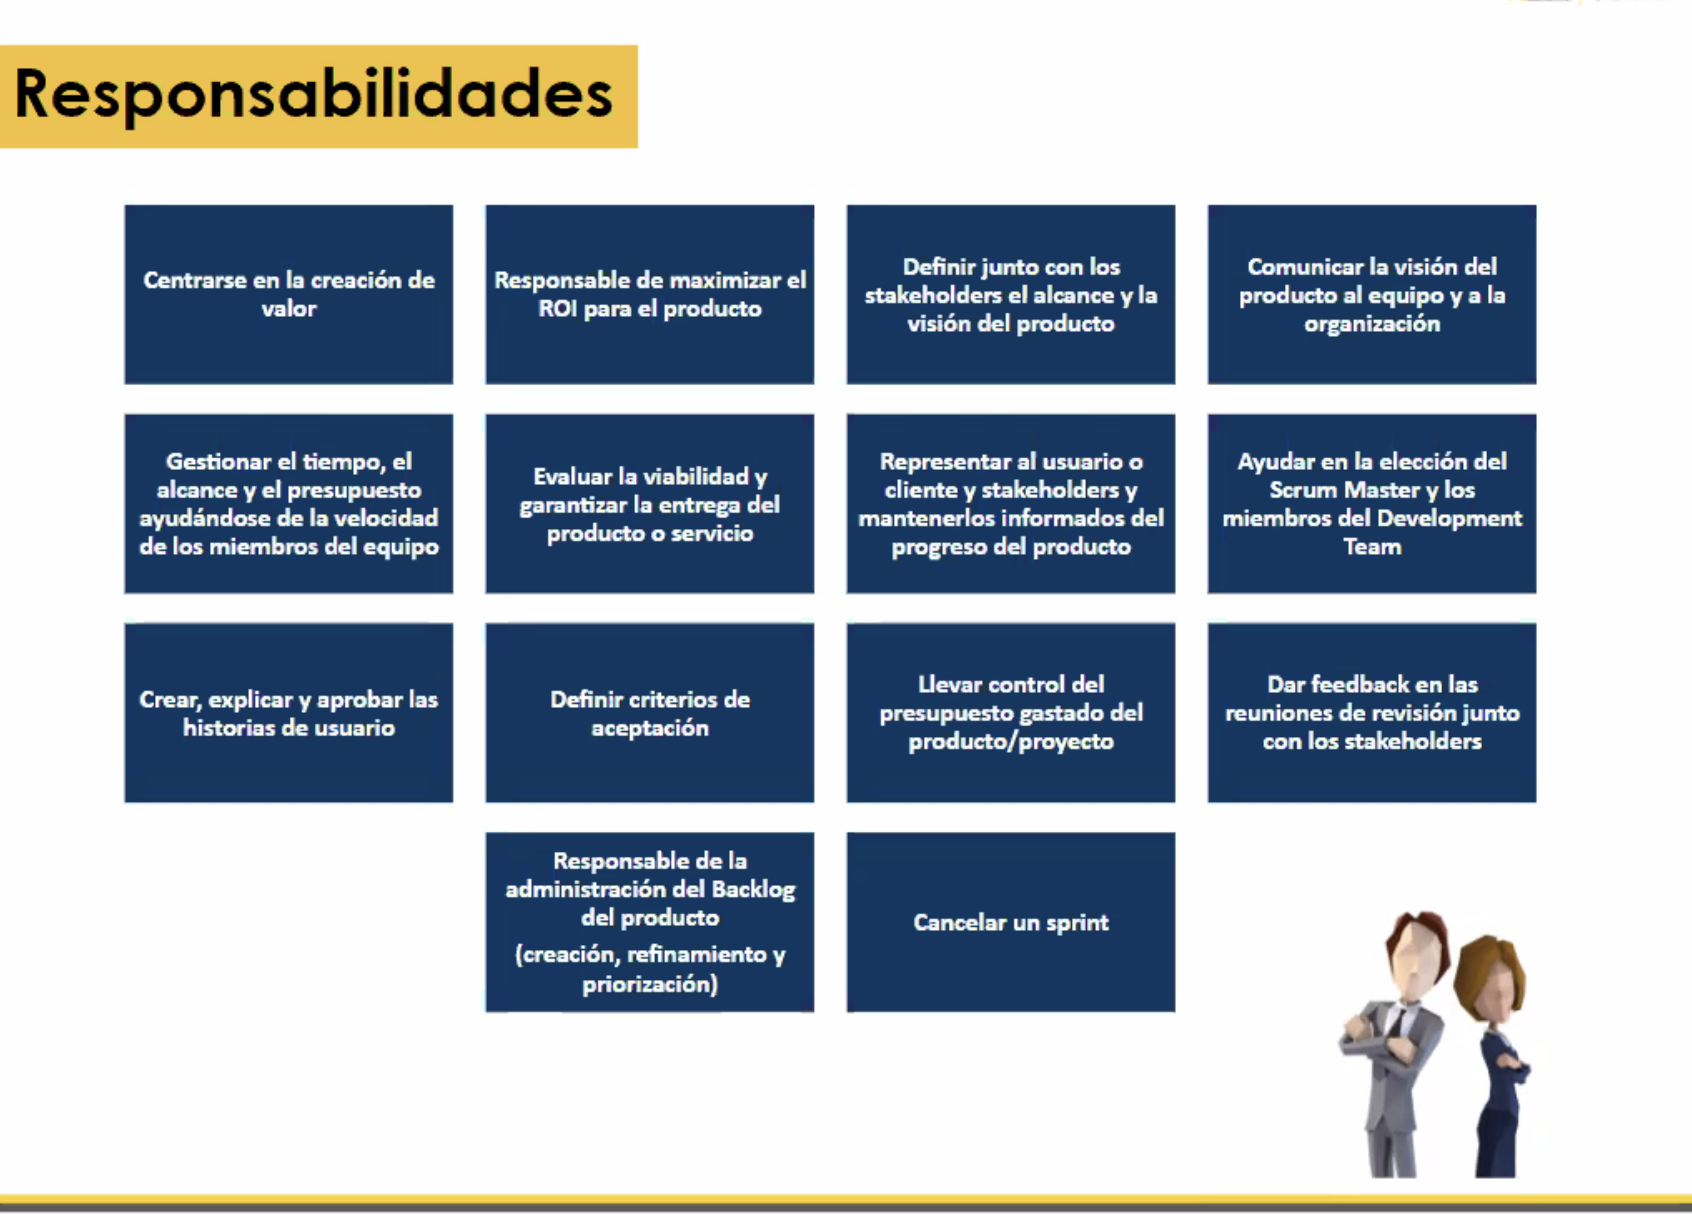 Responsabilidades
Centrarse en la creación de
valor
Responsable de maximizar el
ROI para el producto
Definir junto con los
stakeholders el alcance y la
visión del producto
Comunicar la visión del
producto al equipo y a la
organización
Gestionar el tiempo, el
alcance y el presupuesto
ayudándose de la velocidad
de los miembros del equipo
Evaluar la viabilidad y
garantizar la entrega del
producto o servicio
Representar al usuario o
cliente y stakeholders y
mantenerlos informados del
progreso del producto
Ayudar en la elección del
Scrum Master y los
miembros del Development
Team
Crear, explicar y aprobar las
historias de usuario
Definir criterios de
aceptación
Llevar control del
presupuesto gastado del
producto/proyecto
Dar feedback en las
reuniones de revisión junto
con los stakeholders
Responsable de la
administración del Backlog
del producto
(creación, refinamiento y
priorización)
Cancelar un sprint